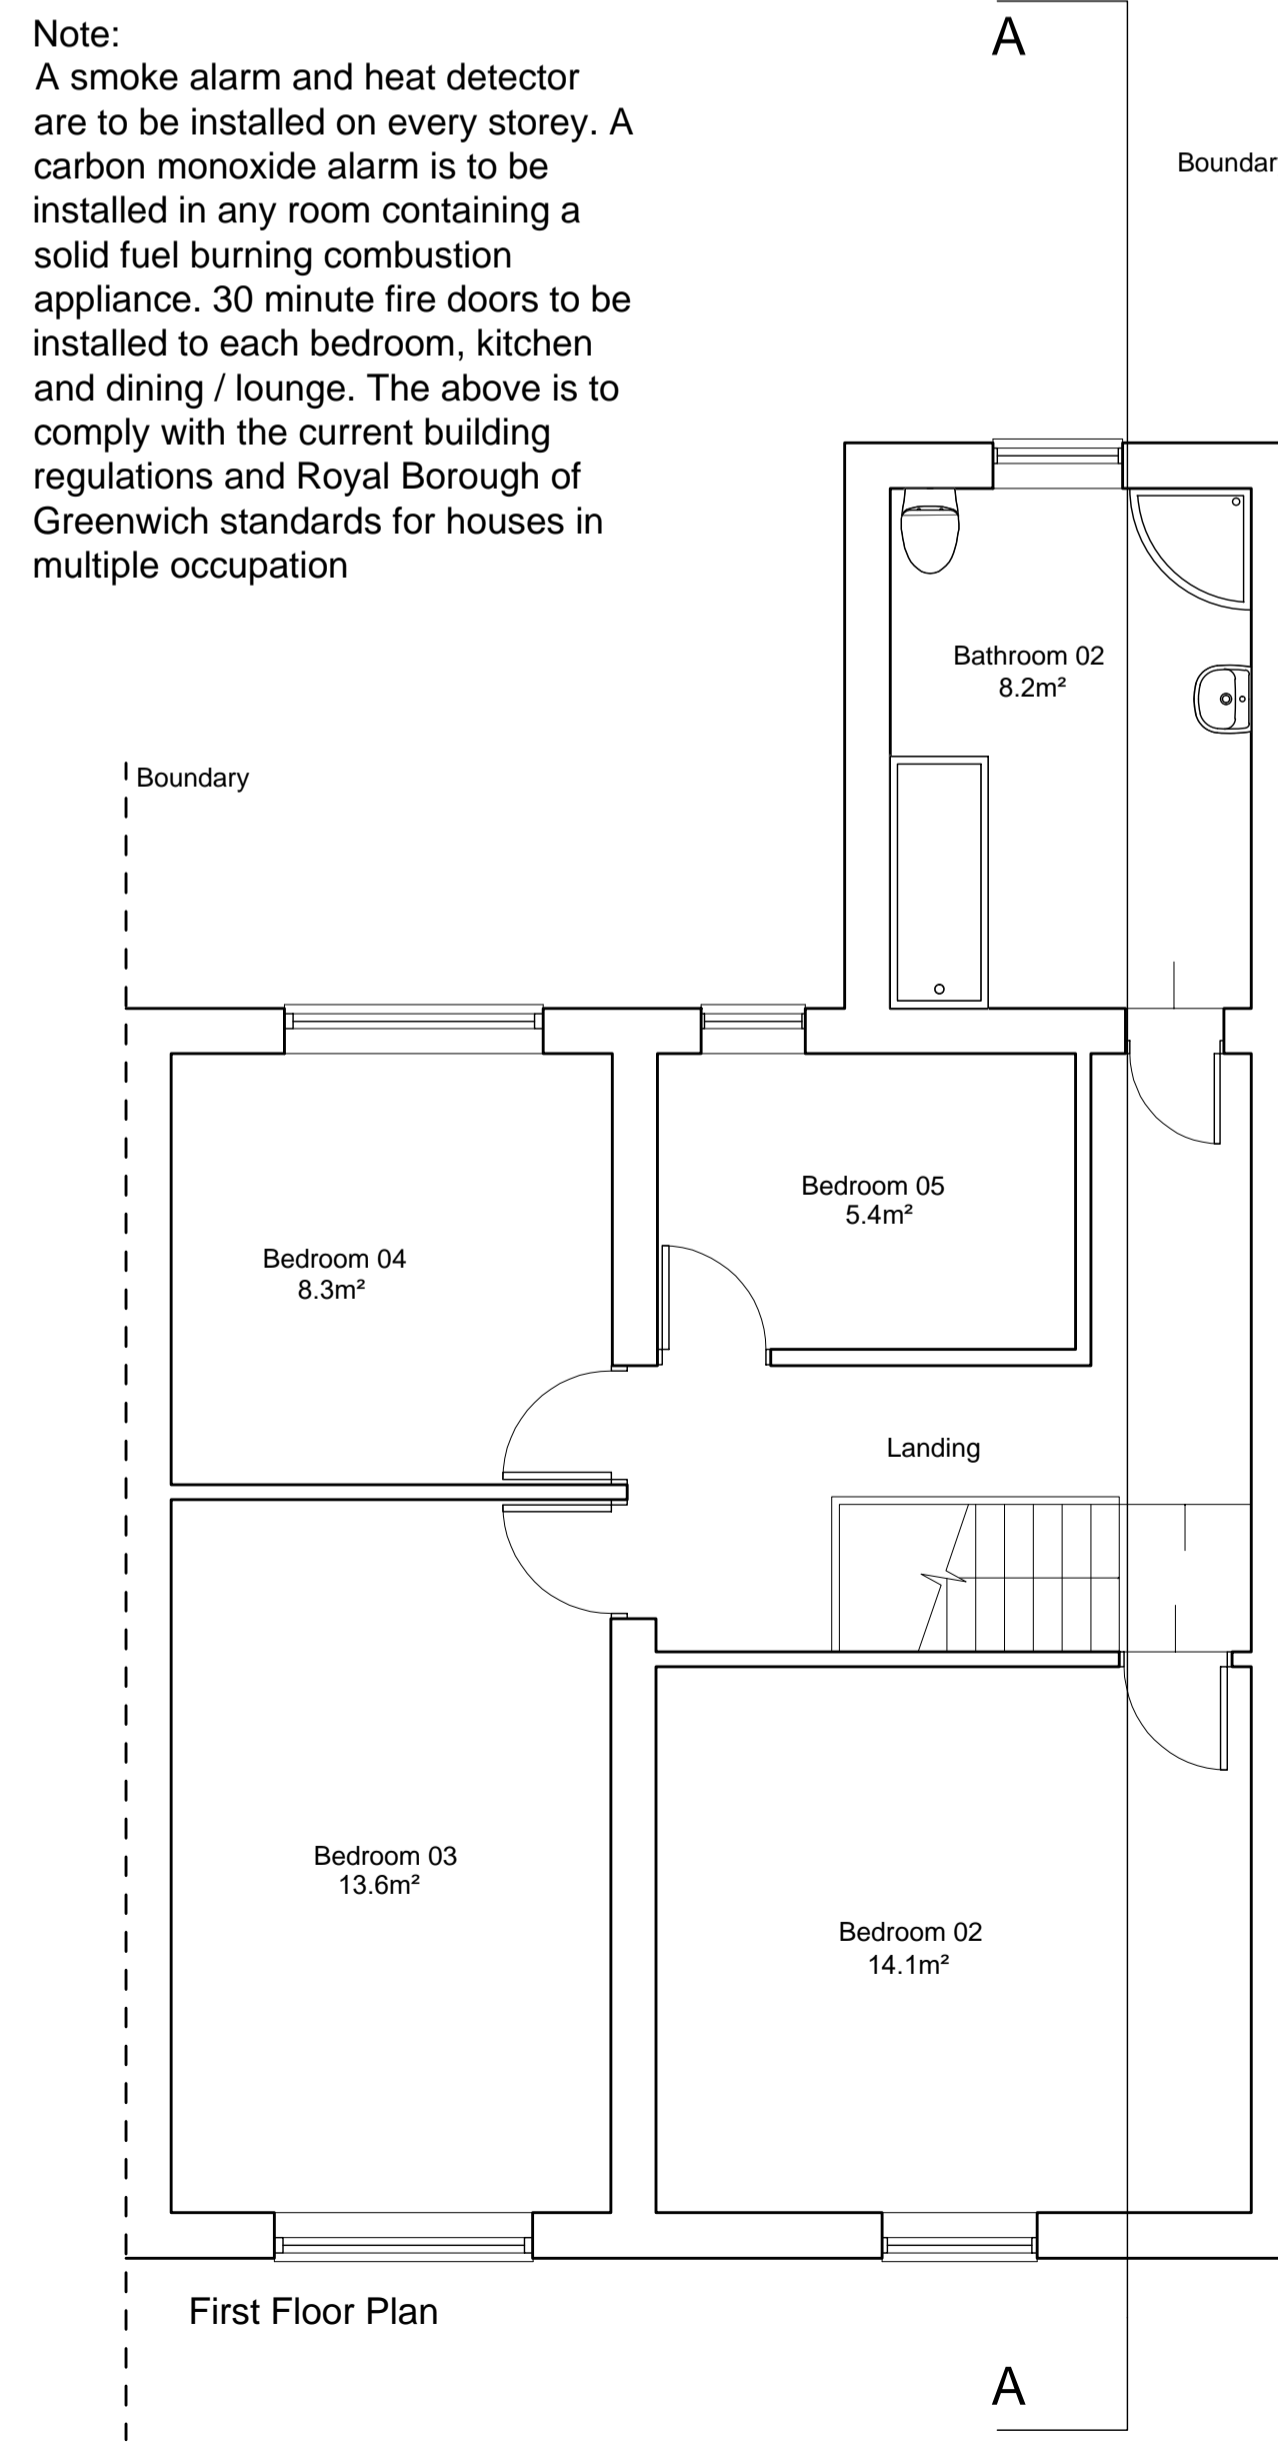 Note:
A smoke alarm and heat detector
are to be installed on every storey. A
carbon monoxide alarm is to be
installed in any room containing a
solid fuel burning combustion
appliance. 30 minute fire doors to be
installed to each bedroom, kitchen
and dining / lounge. The above is to
comply with the current building
regulations and Royal Borough of
Greenwich standards for houses in
multiple occupation
A
Boundar
Bathroom 02
8.2m²
Boundary
Bedroom 05
5.4m²
Bedroom 04
8.3m²
Landing
Bedroom 03
13.6m²
Bedroom 02
14.1m²
First Floor Plan
A